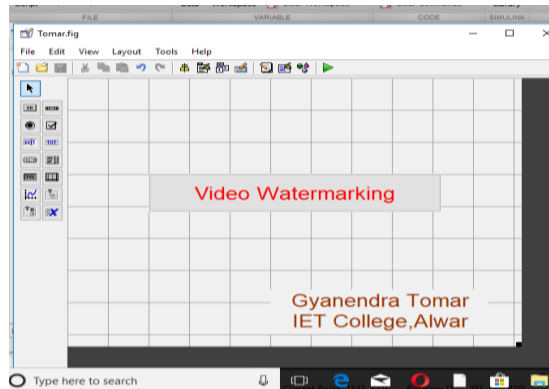 FILE VARIABLE CODE SIMULINK
Tomar.fig
File Edit View Layout Tools Help
Video Watermarking
Gyanendra Tomar
IET College,Alwar
Type here to search